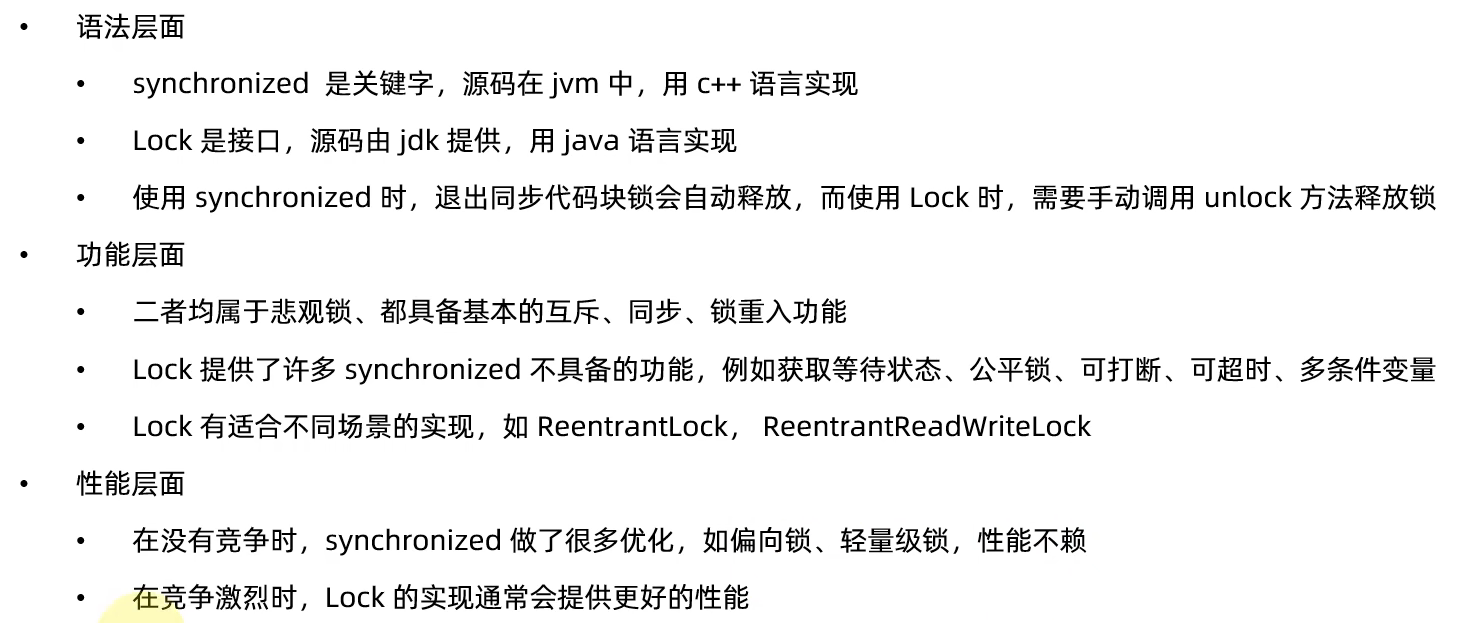 • 语法层面
• synchronized 是关键字，源码在 jvm 中，用 c++ 语言实现
• Lock 是接口，源码由 jdk 提供，用 java 语言实现
• 使用 synchronized 时，退出同步代码块锁会自动释放，而使用 Lock 时，需要手动调用 unlock 方法释放锁
• 功能层面
• 二者均属于悲观锁、都具备基本的互斥、同步、锁重入功能
• Lock 提供了许多 synchronized 不具备的功能，例如获取等待状态、公平锁、可打断、可超时、多条件变量
• Lock 有适合不同场景的实现，如 ReentrantLock， ReentrantReadWriteLock
• 性能层面
• 在没有竞争时，synchronized 做了很多优化，如偏向锁、轻量级锁，性能不赖
• 在竞争激烈时，Lock 的实现通常会提供更好的性能